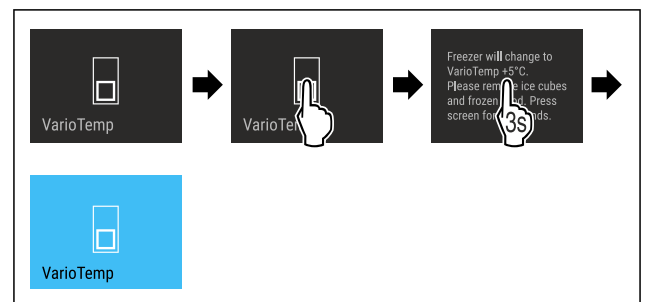 VarioTemp
VarioTe
Freezer will change to
VarioTemp +5°C.
Please rem e ice cubes
and frozen d. Press
screen for nds.
3s
VarioTemp